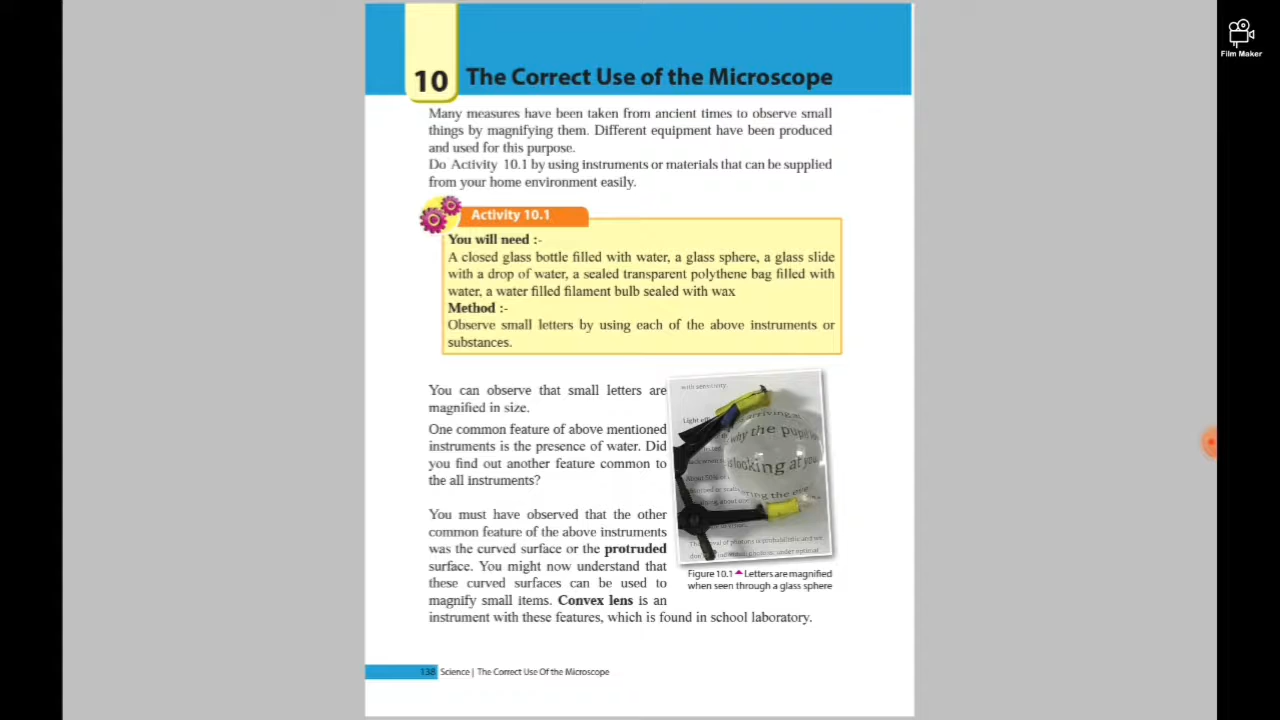 Film Maker
10 The Correct Use of the Microscope
Many measures have been taken from ancient times to observe small
things by magnifying them. Different equipment have been produced
and used for this purpose.
Do Activity 10.1 by using instruments or materials that can be supplied
from your home environment easily.
Activity 10.1
You will need :-
A closed glass bottle filled with water, a glass sphere, a glass slide
with a drop of water, a sealed transparent polythene bag filled with
water, a water filled filament bulb sealed with wax
Method :-
Observe small letters by using each of the above instruments or
substances.
You can observe that small letters are
magnified in size.
One common feature of above mentioned
instruments is the presence of water. Did
you find out another feature common to
the all instruments?
You must have observed that the other
common feature of the above instruments
was the curved surface or the protruded
surface. You might now understand that
these curved surfaces can be used to
magnify small items. Convex lens is an
instrument with these features, which is found in school laboratory.
with sensitivity.
Light
arriving
why the pupil
looking at you
the
Figure 10.1 Letters are magnified
when seen through a glass sphere
138 Science | The Correct Use Of the Microscope